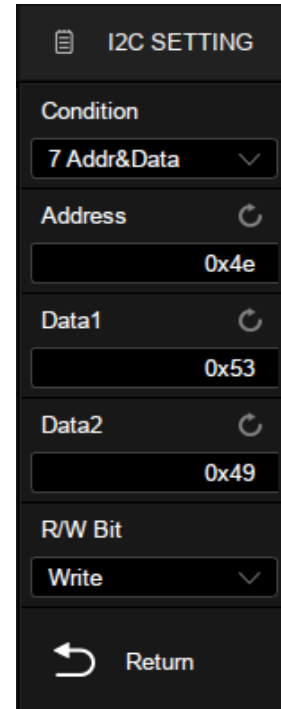 I2C SETTING
Condition
7 Addr&Data
Address
0x4e
Data1
0x53
Data2
0x49
R/W Bit
Write
Return